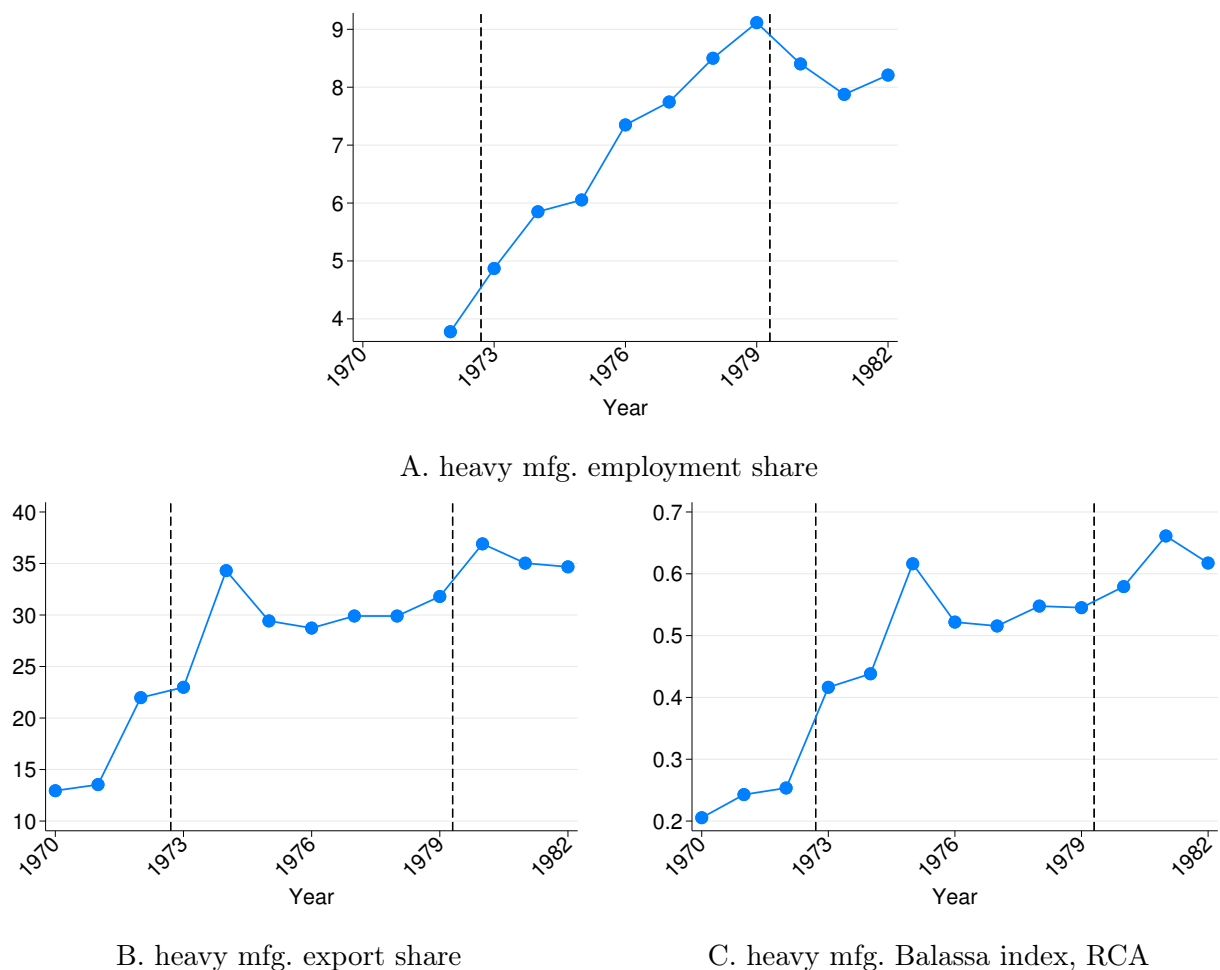 9
8
7
6
5
4
1970 1973 1976 1979 1982
Year
A. heavy mfg. employment share
40
35
30
25
20
15
10
1970 1973 1976 1979 1982
Year
B. heavy mfg. export share
0.7
0.6
0.5
0.4
0.3
0.2
1970 1973 1976 1979 1982
Year
C. heavy mfg. Balassa index, RCA